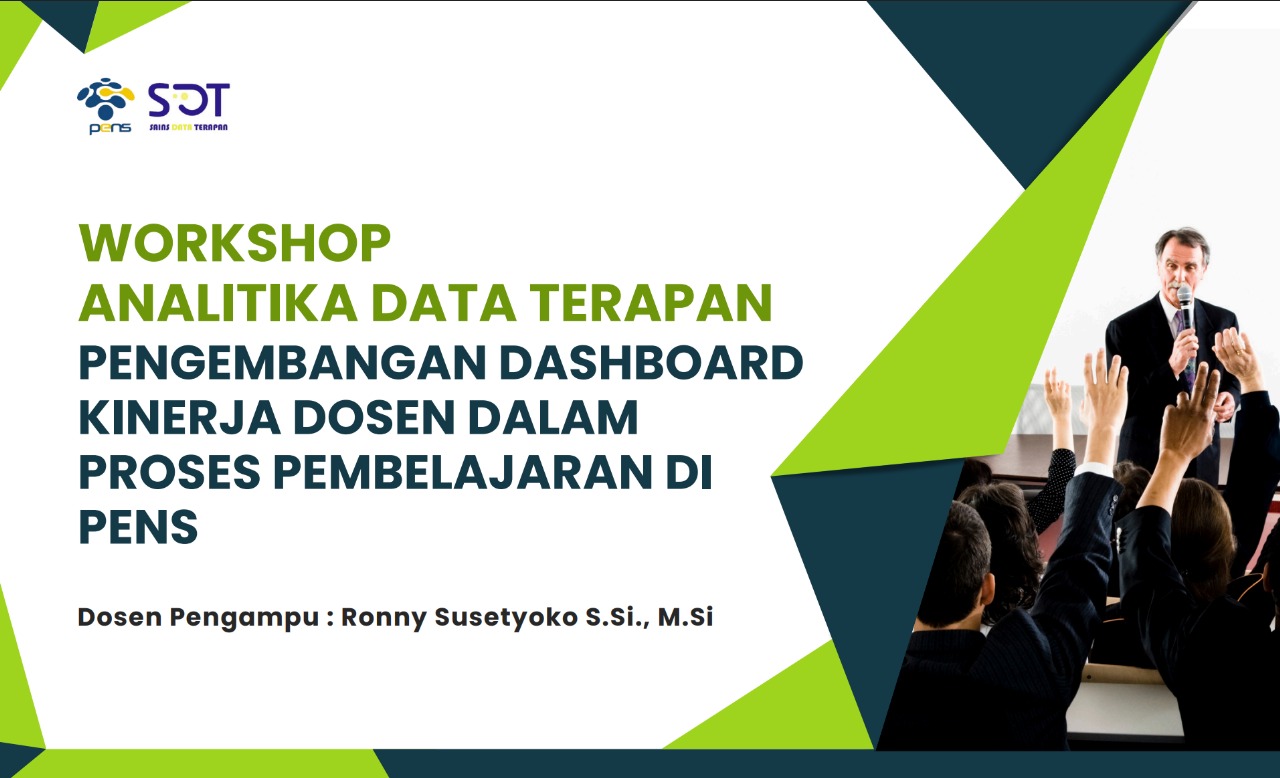 pens
SDT
SAINS DATA TERAPAN
WORKSHOP
ANALITIKA DATA TERAPAN
PENGEMBANGAN DASHBOARD
KINERJA DOSEN DALAM
PROSES PEMBELAJARAN DI
PENS
Dosen Pengampu : Ronny Susetyoko S.Si., M.Si